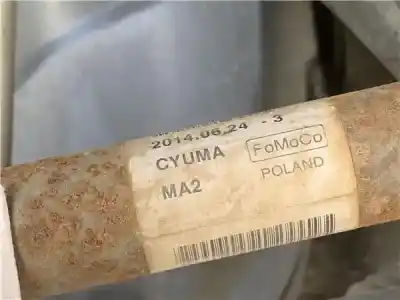 2014.06.24 - 3
CYUMA
FoMoCo
MA2
POLAND